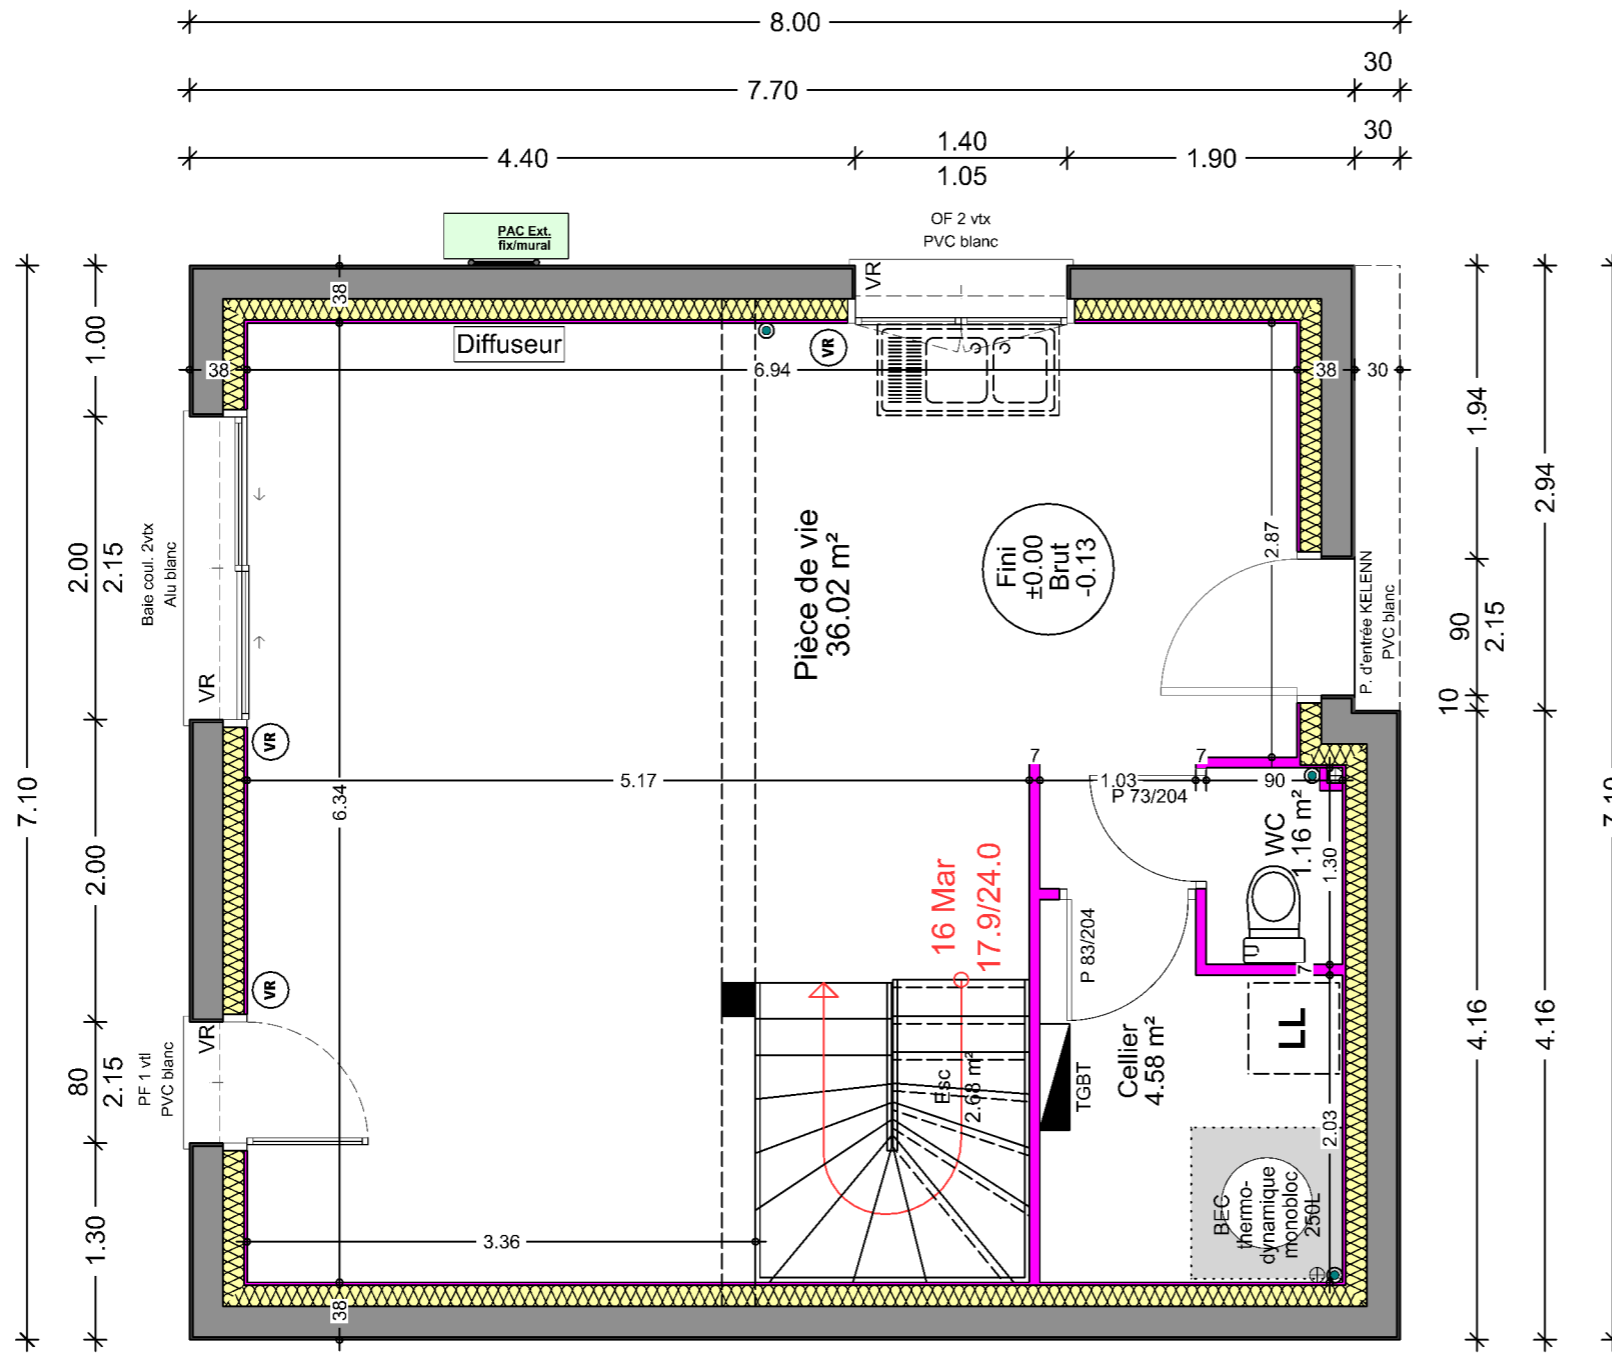 8.00
30
7.70
30
4.40
1.40
1.05
1.90
OF 2 vtx
PVC blanc
PAC Ext.
fix/mural
VR
38
Diffuseur
VR
38
6.94
38
30
1.00
2.00
2.15
Baie coul. 2vtx
Alu blanc
VR
VR
7.10
2.00
6.34
5.17
VR
VR
80
2.15
PF 1 vtl
PVC blanc
1.30
3.36
38
Pièce de vie
36.02 m²
Fini
±0.00
Brut
-0.13
2.87
P. d'entrée KELENN
PVC blanc
1.94
90
2.15
10
2.94
4.16
4.16
7.10
7
7
1.03
P 73/204
90
WC
1.16 m²
1.30
7
16 Mar
17.9/24.0
P 83/204
Esc
2.68 m²
TGBT
Cellier
4.58 m²
LL
2.03
BEC
thermo-
dynamique
monobloc
250L